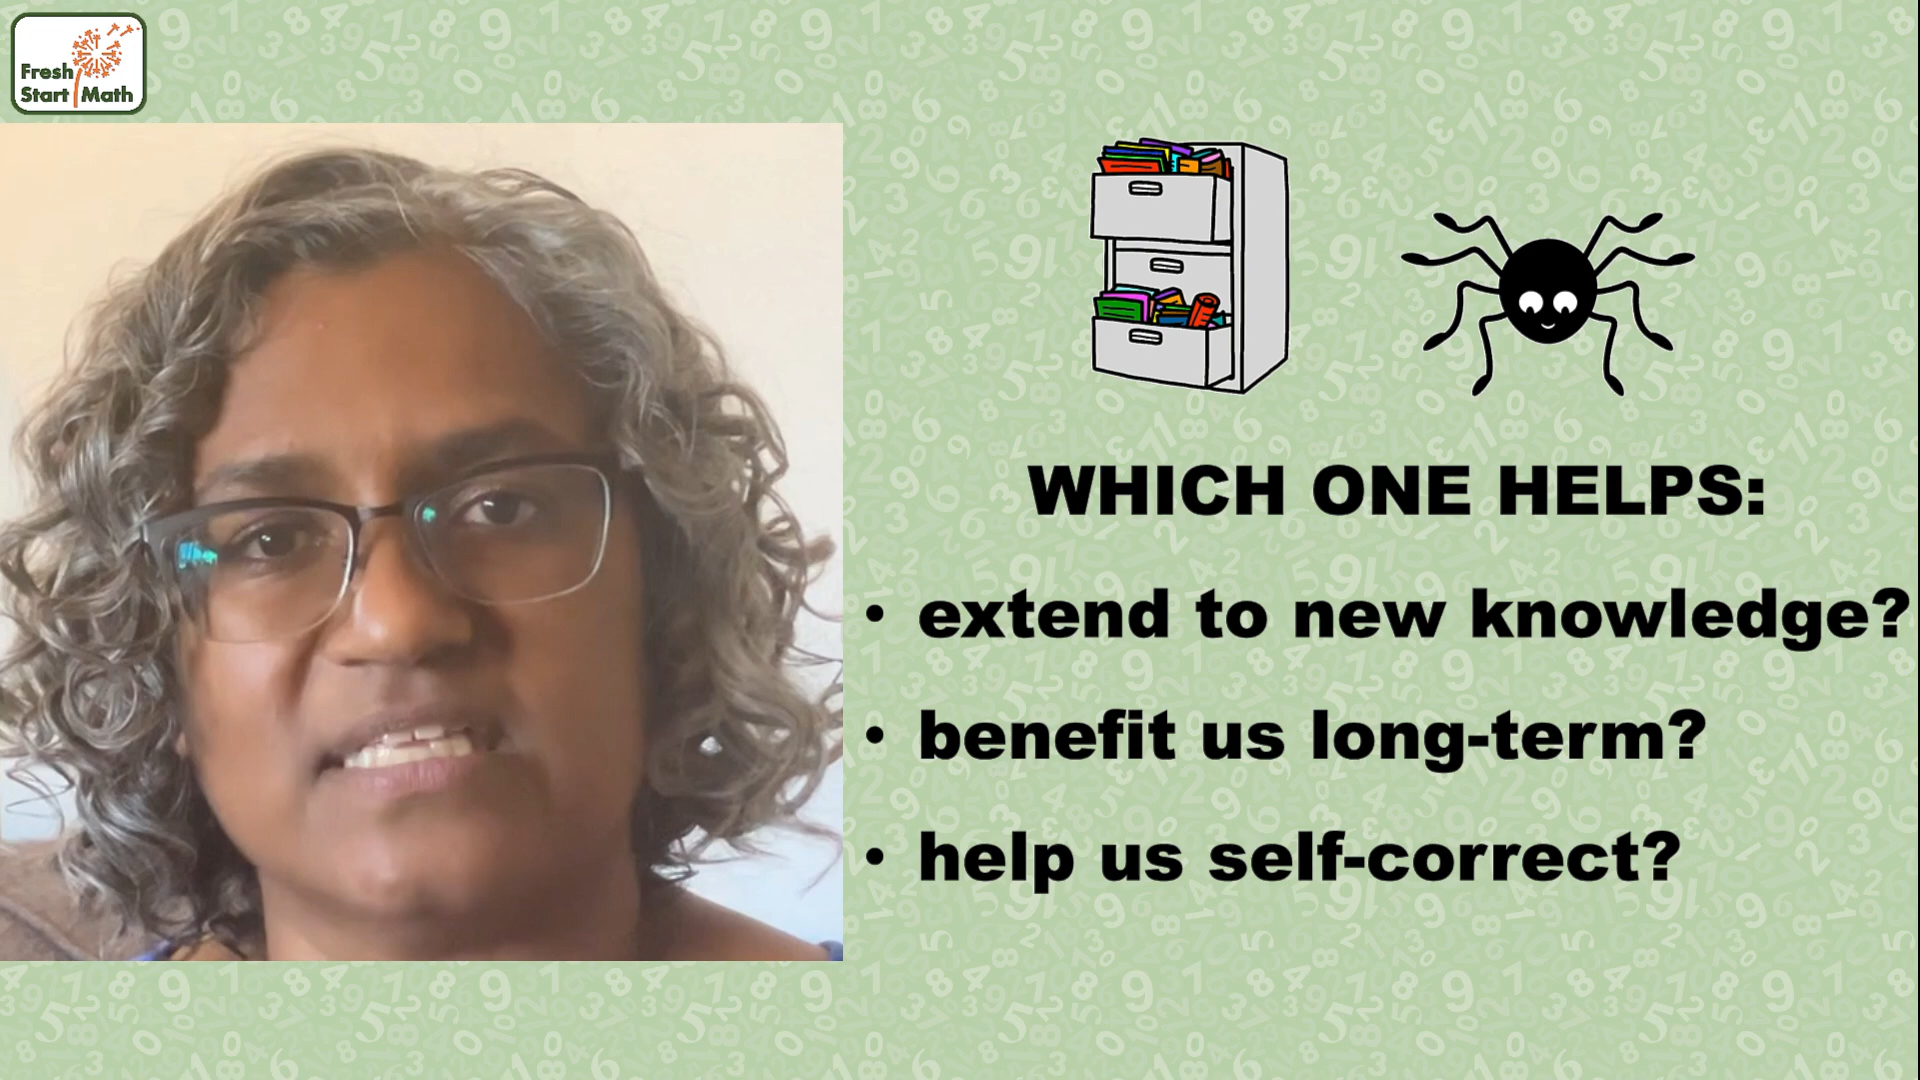 Fresh
Start Math
WHICH ONE HELPS:
• extend to new knowledge?
• benefit us long-term?
• help us self-correct?